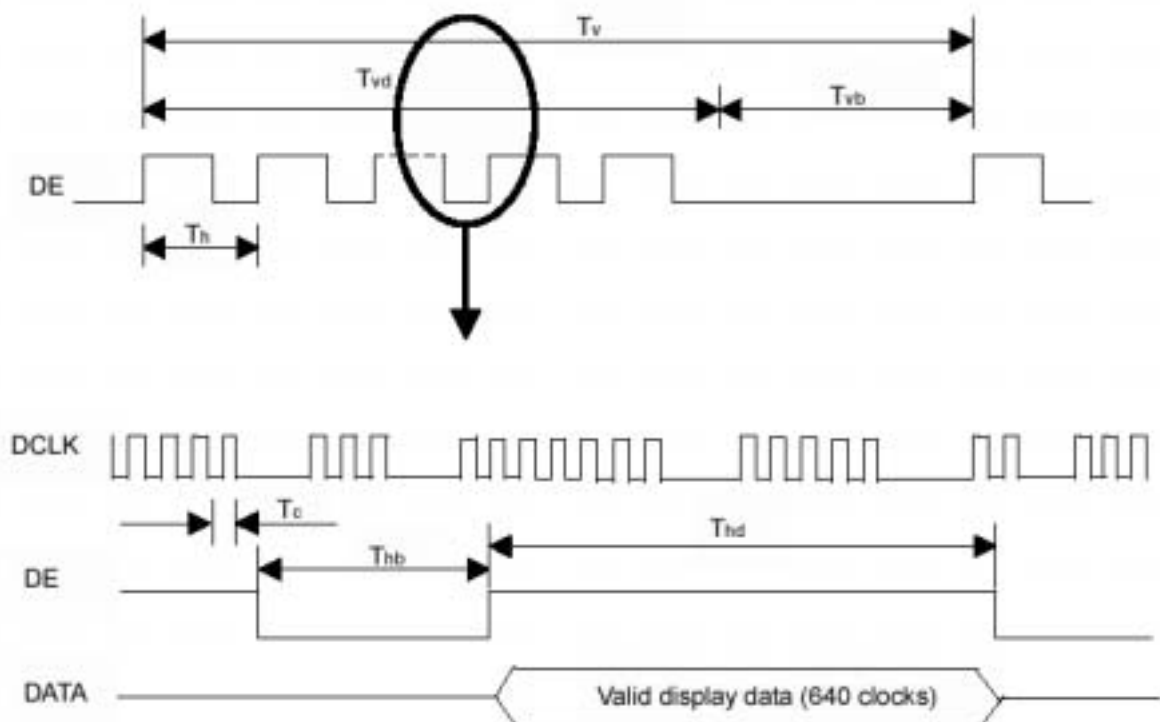 Tv
Tvd
Tvb
DE
Th
DCLK
Tc
Thd
Thb
DE
DATA
Valid display data (640 clocks)